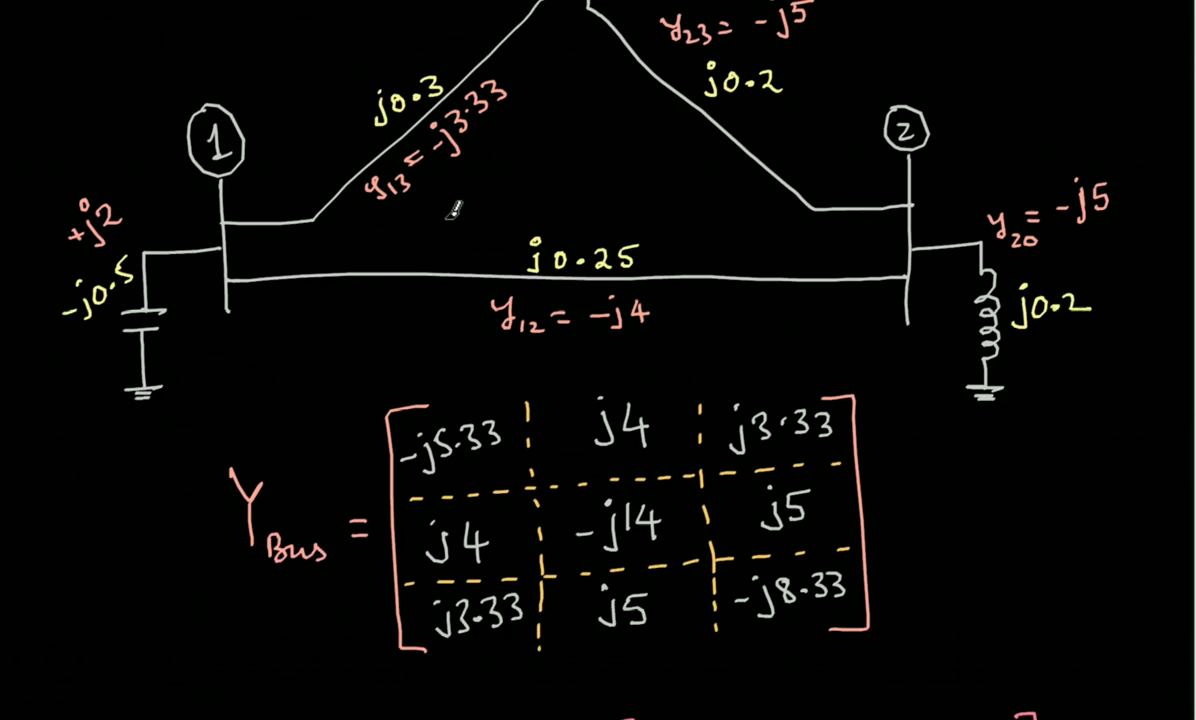 y₂₃ = -j5
j0.2
j0.3
y₁₃ = -j3.33
1
2
+j2
-j0.5
y₂₀ = -j5
j0.2
j0.25
y₁₂ = -j4
-j5.33 j4 j3.33
Y_Bus = j4 -j14 j5
j3.33 j5 -j8.33